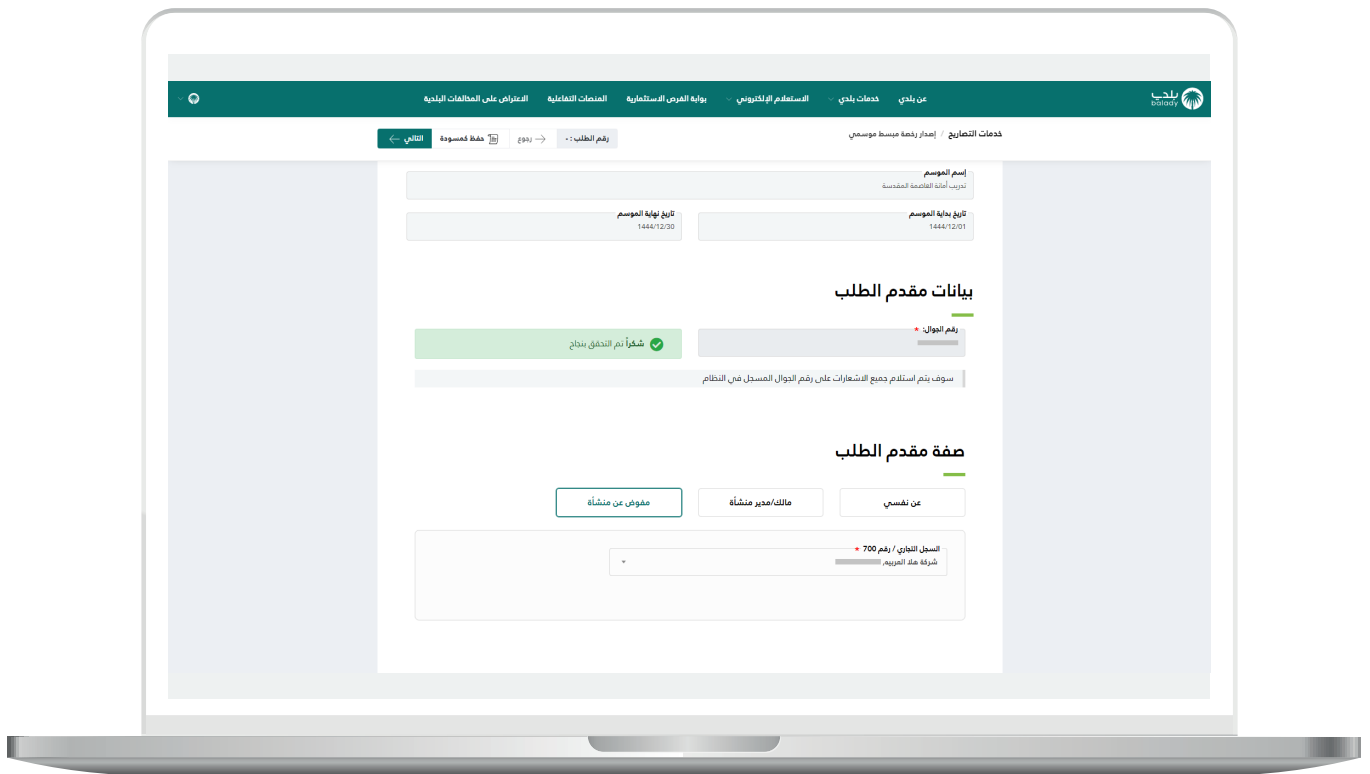 بلدي
balady
عن بلدي
خدمات بلدي
الاستعلام الإلكتروني
بوابة الفرص الاستثمارية
المنصات التفاعلية
الاعتراض على المخالفات البلدية
خدمات التصاريح / إصدار رخصة مبسط موسمي
رقم الطلب : -
رجوع
حفظ كمسودة
التالي
إسم الموسم
تدريب أمانة العاصمة المقدسة
تاريخ بداية الموسم
1444/12/01
تاريخ نهاية الموسم
1444/12/30
بيانات مقدم الطلب
رقم الجوال: *
شكراً تم التحقق بنجاح
سوف يتم استلام جميع الاشعارات على رقم الجوال المسجل في النظام
صفة مقدم الطلب
عن نفسي
مالك/مدير منشأة
مفوض عن منشأة
السجل التجاري / رقم 700 *
شركة هلا العربيه,